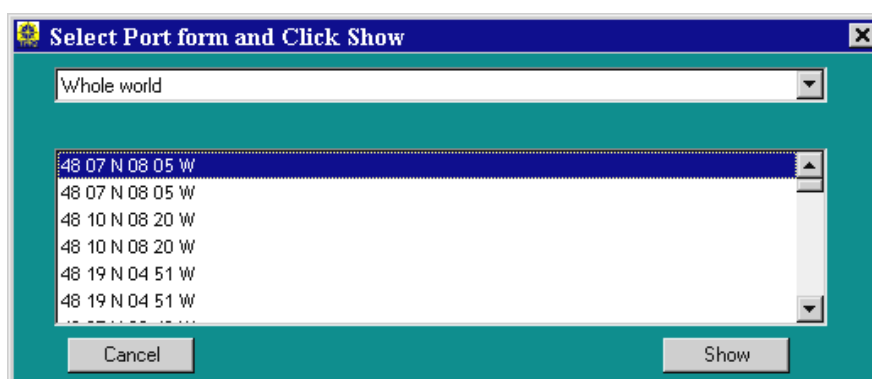 Select Port form and Click Show
Whole world
48 07 N 08 05 W
48 07 N 08 05 W
48 10 N 08 20 W
48 10 N 08 20 W
48 19 N 04 51 W
48 19 N 04 51 W
Cancel Show